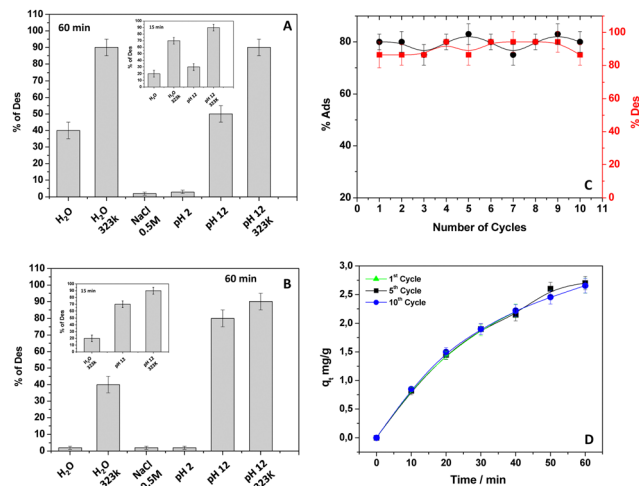 60 min
A
% of Des
110
100
90
80
70
60
50
40
30
20
10
0
H2O
H2O 323k
NaCl 0.5M
pH 2
pH 12
pH 12 323K
15 min
% of Des
100
90
80
70
60
50
40
30
20
10
0
H2O
H2O 323K
pH 12
pH 12 323K
C
% Ads
80
60
40
20
% Des
100
80
60
40
20
0
0 1 2 3 4 5 6 7 8 9 10 11
Number of Cycles
60 min
B
% of Des
110
100
90
80
70
60
50
40
30
20
10
0
H2O
H2O 323k
NaCl 0.5M
pH 2
pH 12
pH 12 323K
15 min
% of Des
100
90
80
70
60
50
40
30
20
10
0
H2O 323K
pH 12
pH 12 323K
1st Cycle
5th Cycle
10th Cycle
D
qt mg/g
3,0
2,5
2,0
1,5
1,0
0,5
0,0
0 10 20 30 40 50 60
Time / min